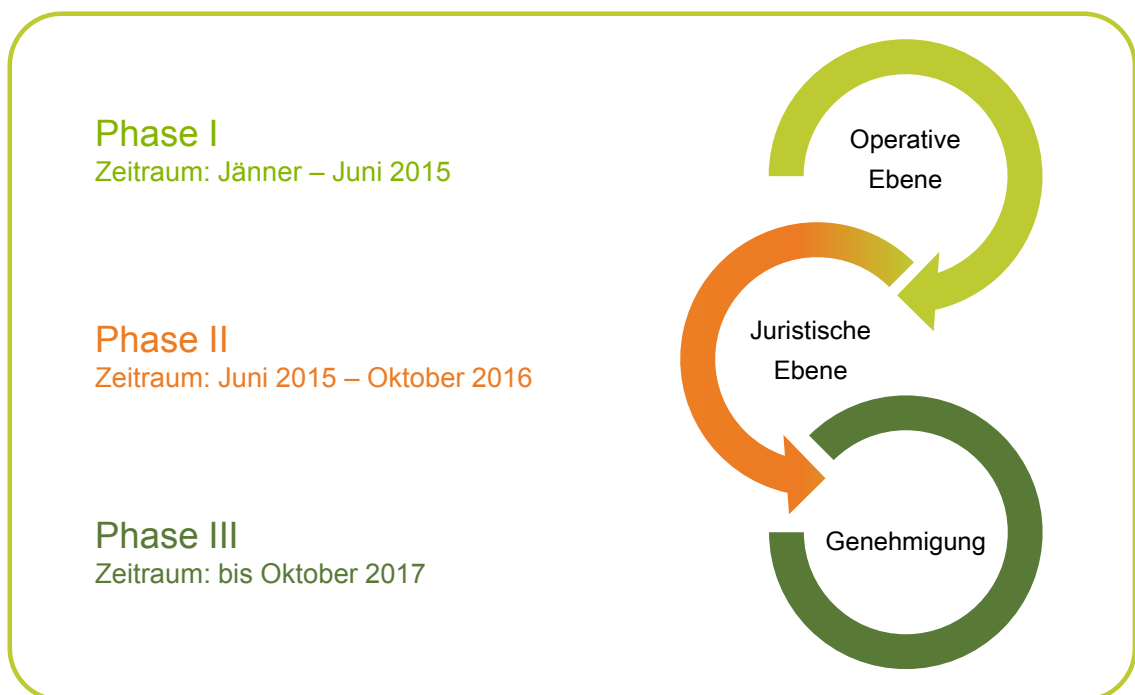 Phase I
Zeitraum: Jänner – Juni 2015
Operative
Ebene
Phase II
Zeitraum: Juni 2015 – Oktober 2016
Juristische
Ebene
Phase III
Zeitraum: bis Oktober 2017
Genehmigung